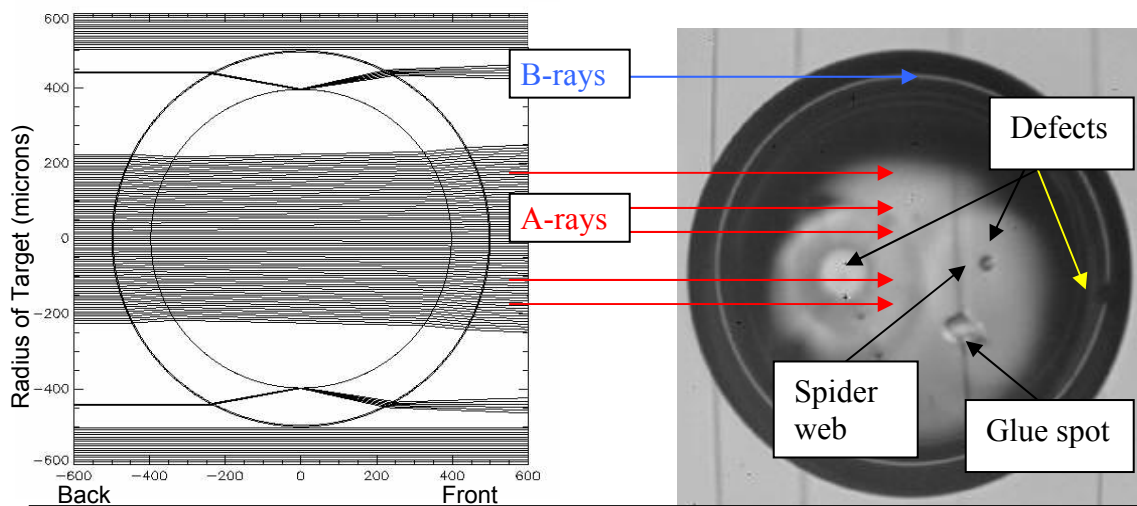 600
400
200
0
-200
-400
-600
Radius of Target (microns)
-600 -400 -200 0 200 400 600
Back Front
B-rays
A-rays
Defects
Spider
web
Glue spot